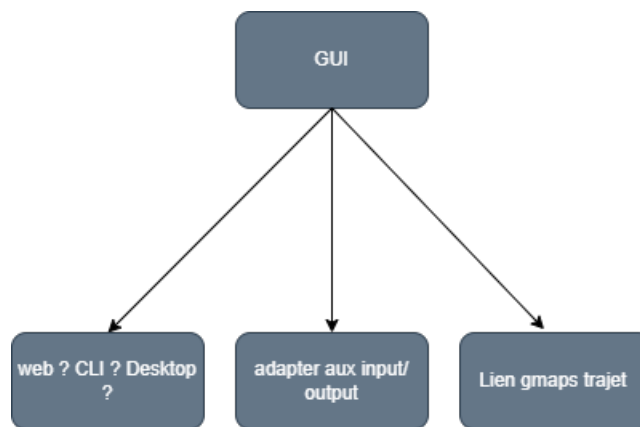 GUI
web ? CLI ? Desktop
?
adapter aux input/
output
Lien gmaps trajet